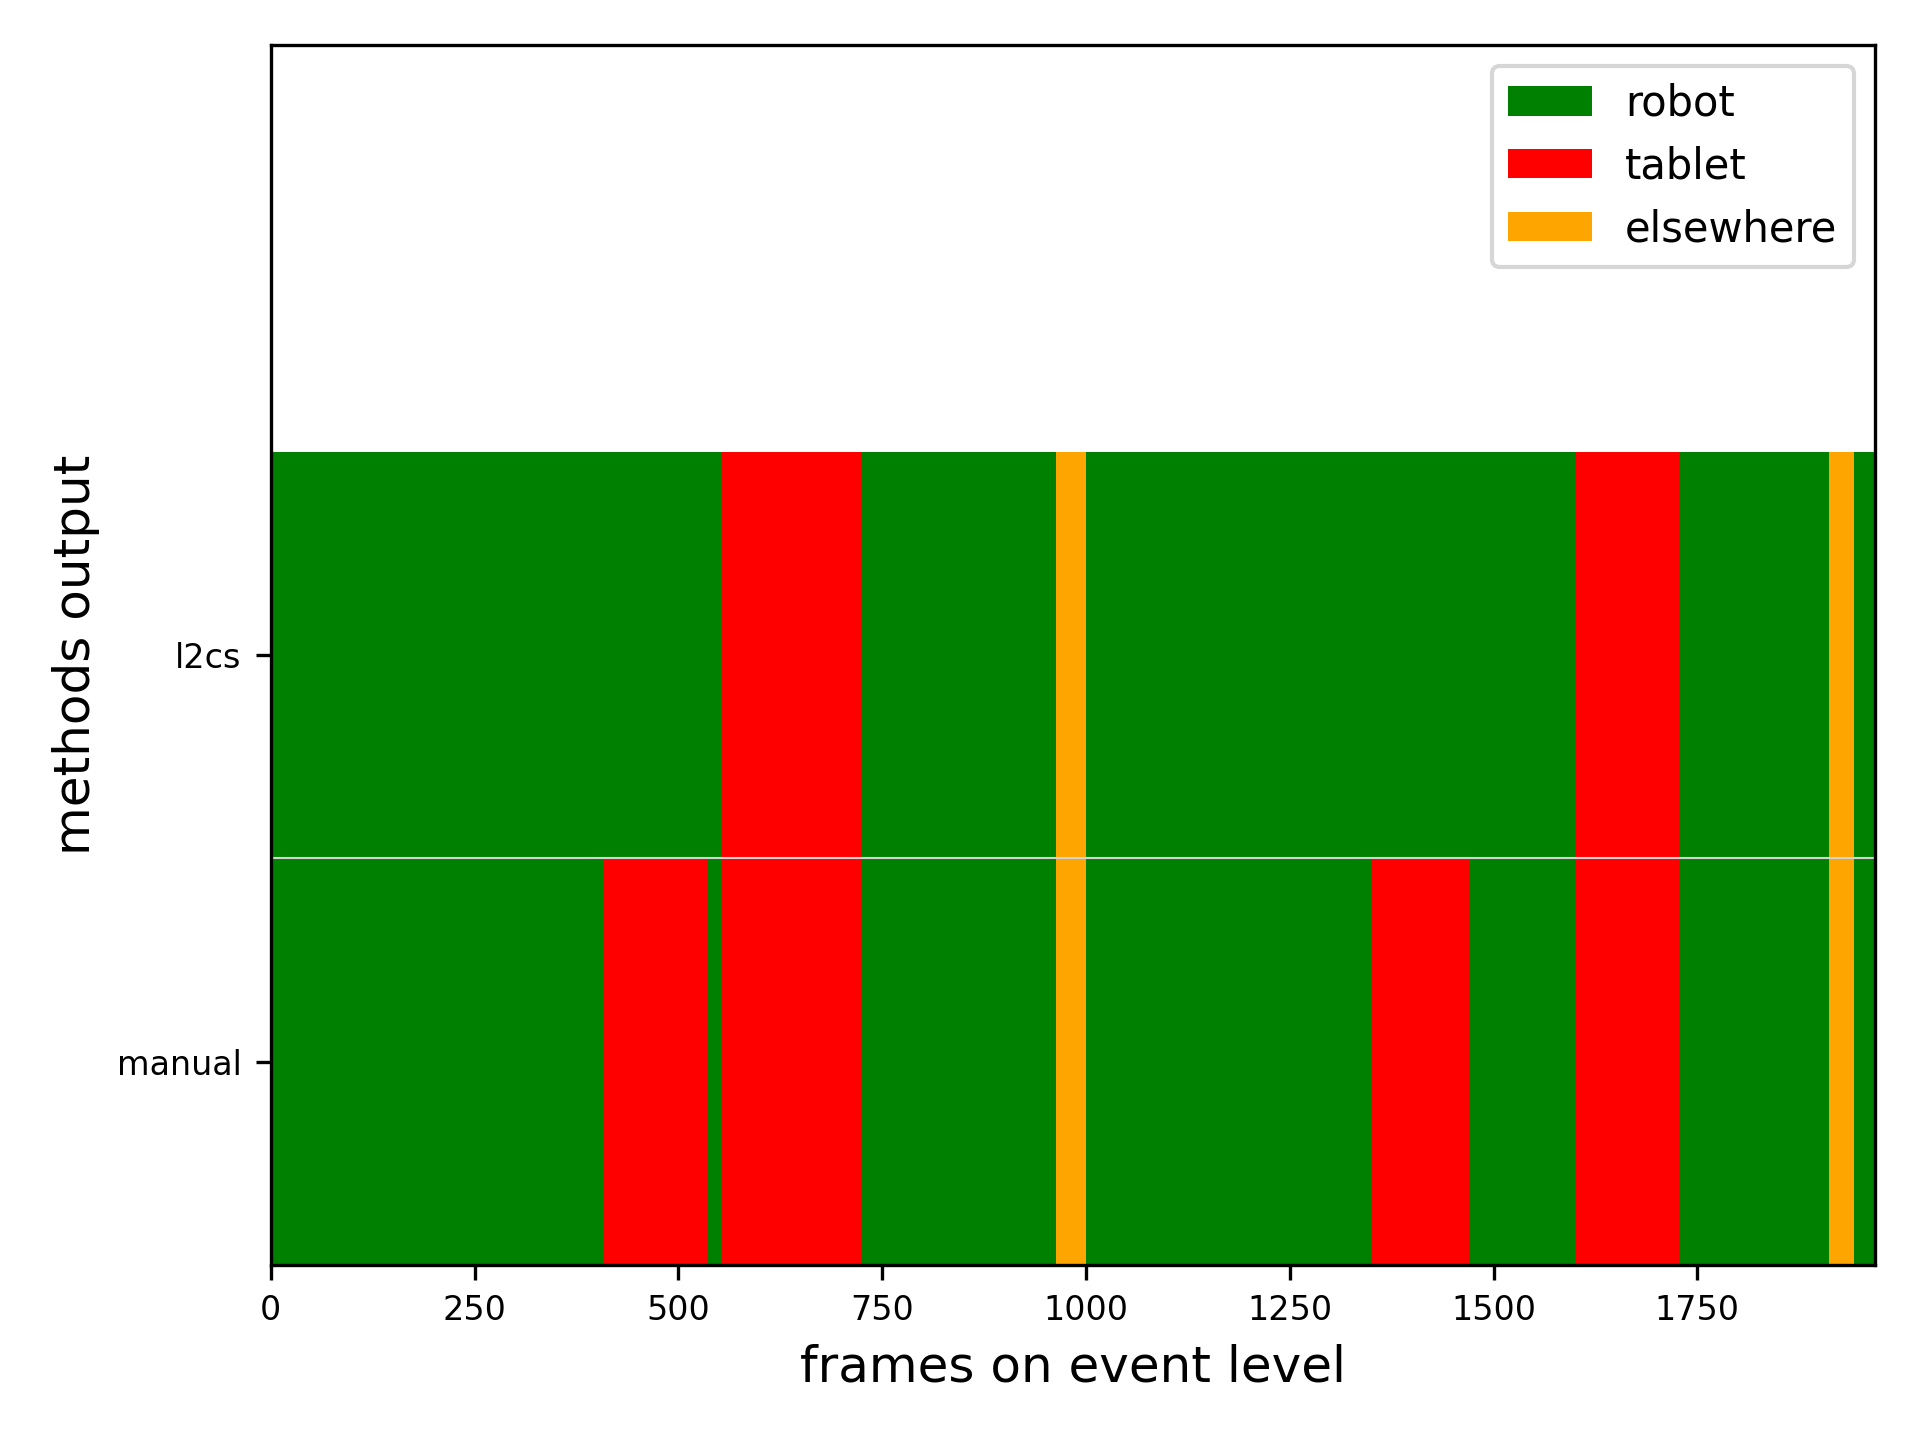 robot
tablet
elsewhere
methods output
l2cs
manual
0 250 500 750 1000 1250 1500 1750
frames on event level